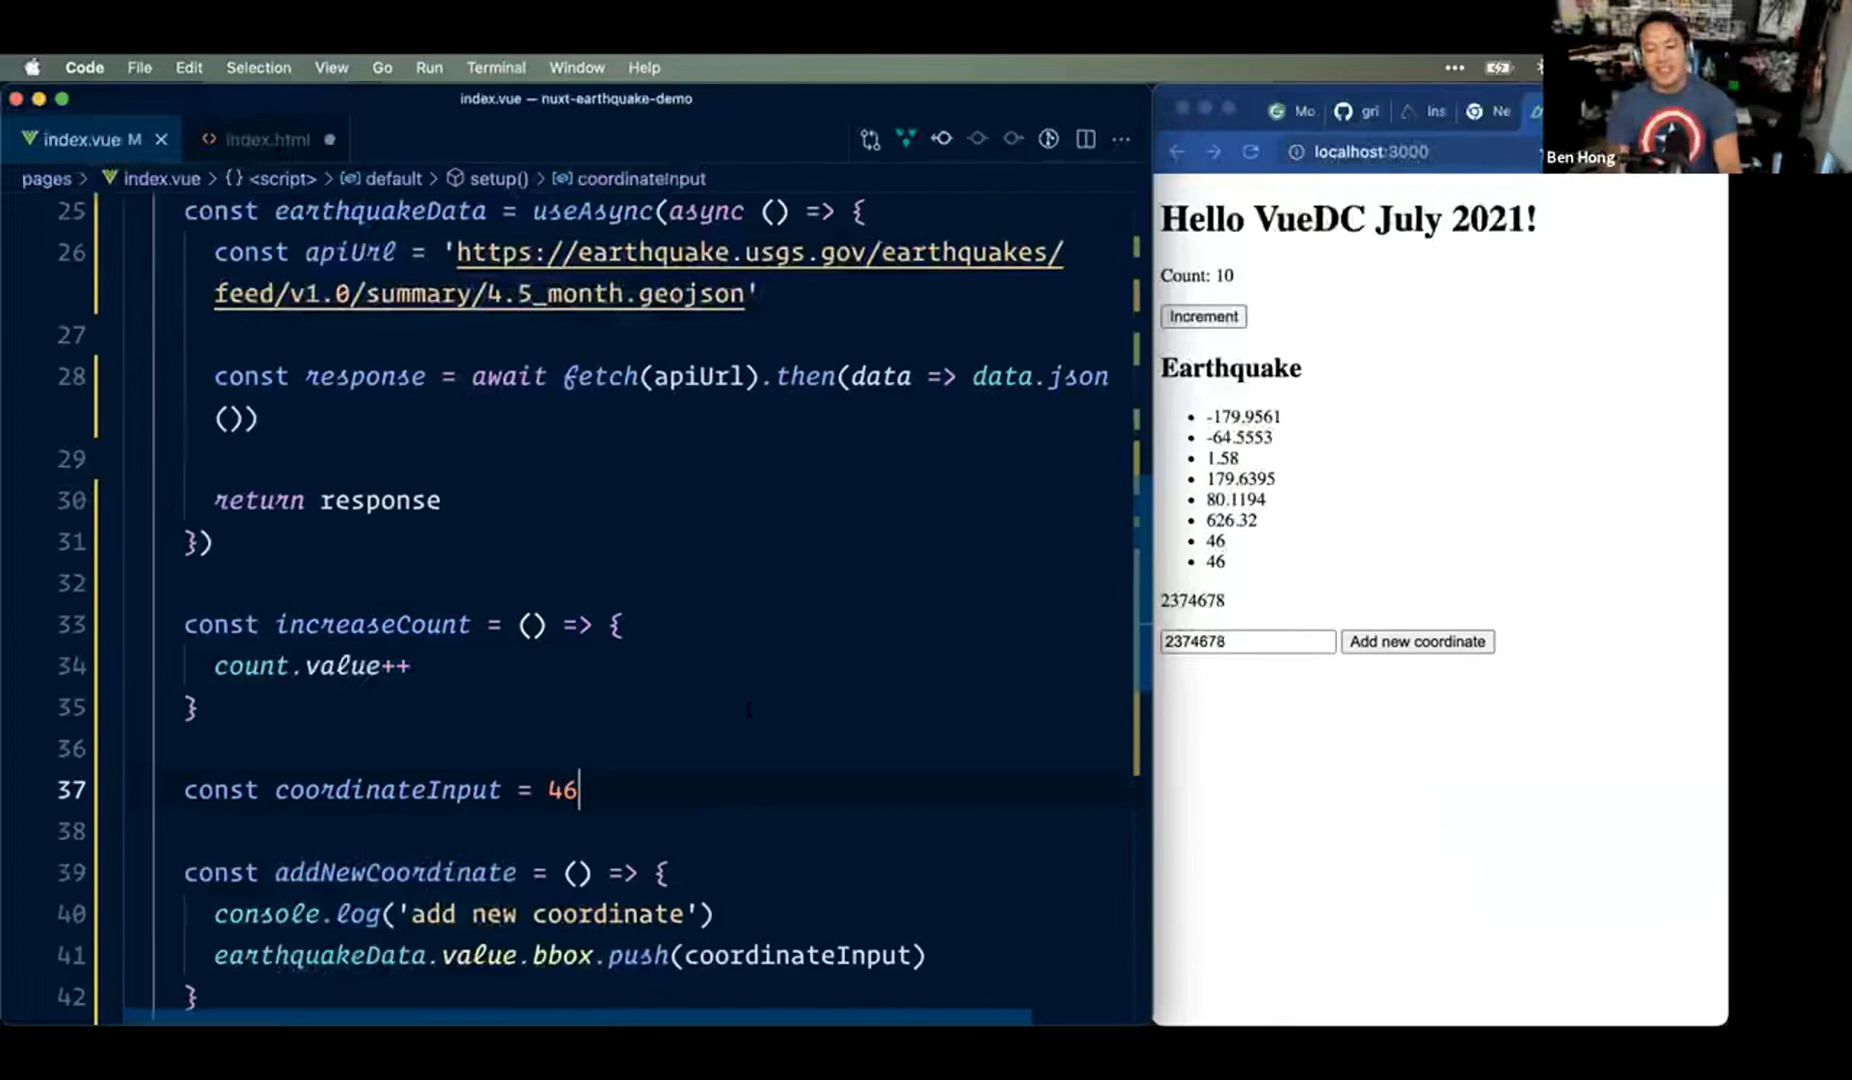 Code File Edit Selection View Go Run Terminal Window Help
index.vue — nuxt-earthquake-demo
index.vue M
index.html
pages > index.vue > {} <script> > default > setup() > coordinateInput
25 const earthquakeData = useAsync(async () => {
26 const apiUrl = 'https://earthquake.usgs.gov/earthquakes/
feed/v1.0/summary/4.5_month.geojson'
27
28 const response = await fetch(apiUrl).then(data => data.json
())
29
30 return response
31 })
32
33 const increaseCount = () => {
34 count.value++
35 }
36
37 const coordinateInput = 46
38
39 const addNewCoordinate = () => {
40 console.log('add new coordinate')
41 earthquakeData.value.bbox.push(coordinateInput)
42 }
Mo gri Ins Ne
localhost:3000
Hello VueDC July 2021!
Count: 10
Increment
Earthquake
-179.9561
-64.5553
1.58
179.6395
80.1194
626.32
46
46
2374678
2374678 Add new coordinate
Ben Hong